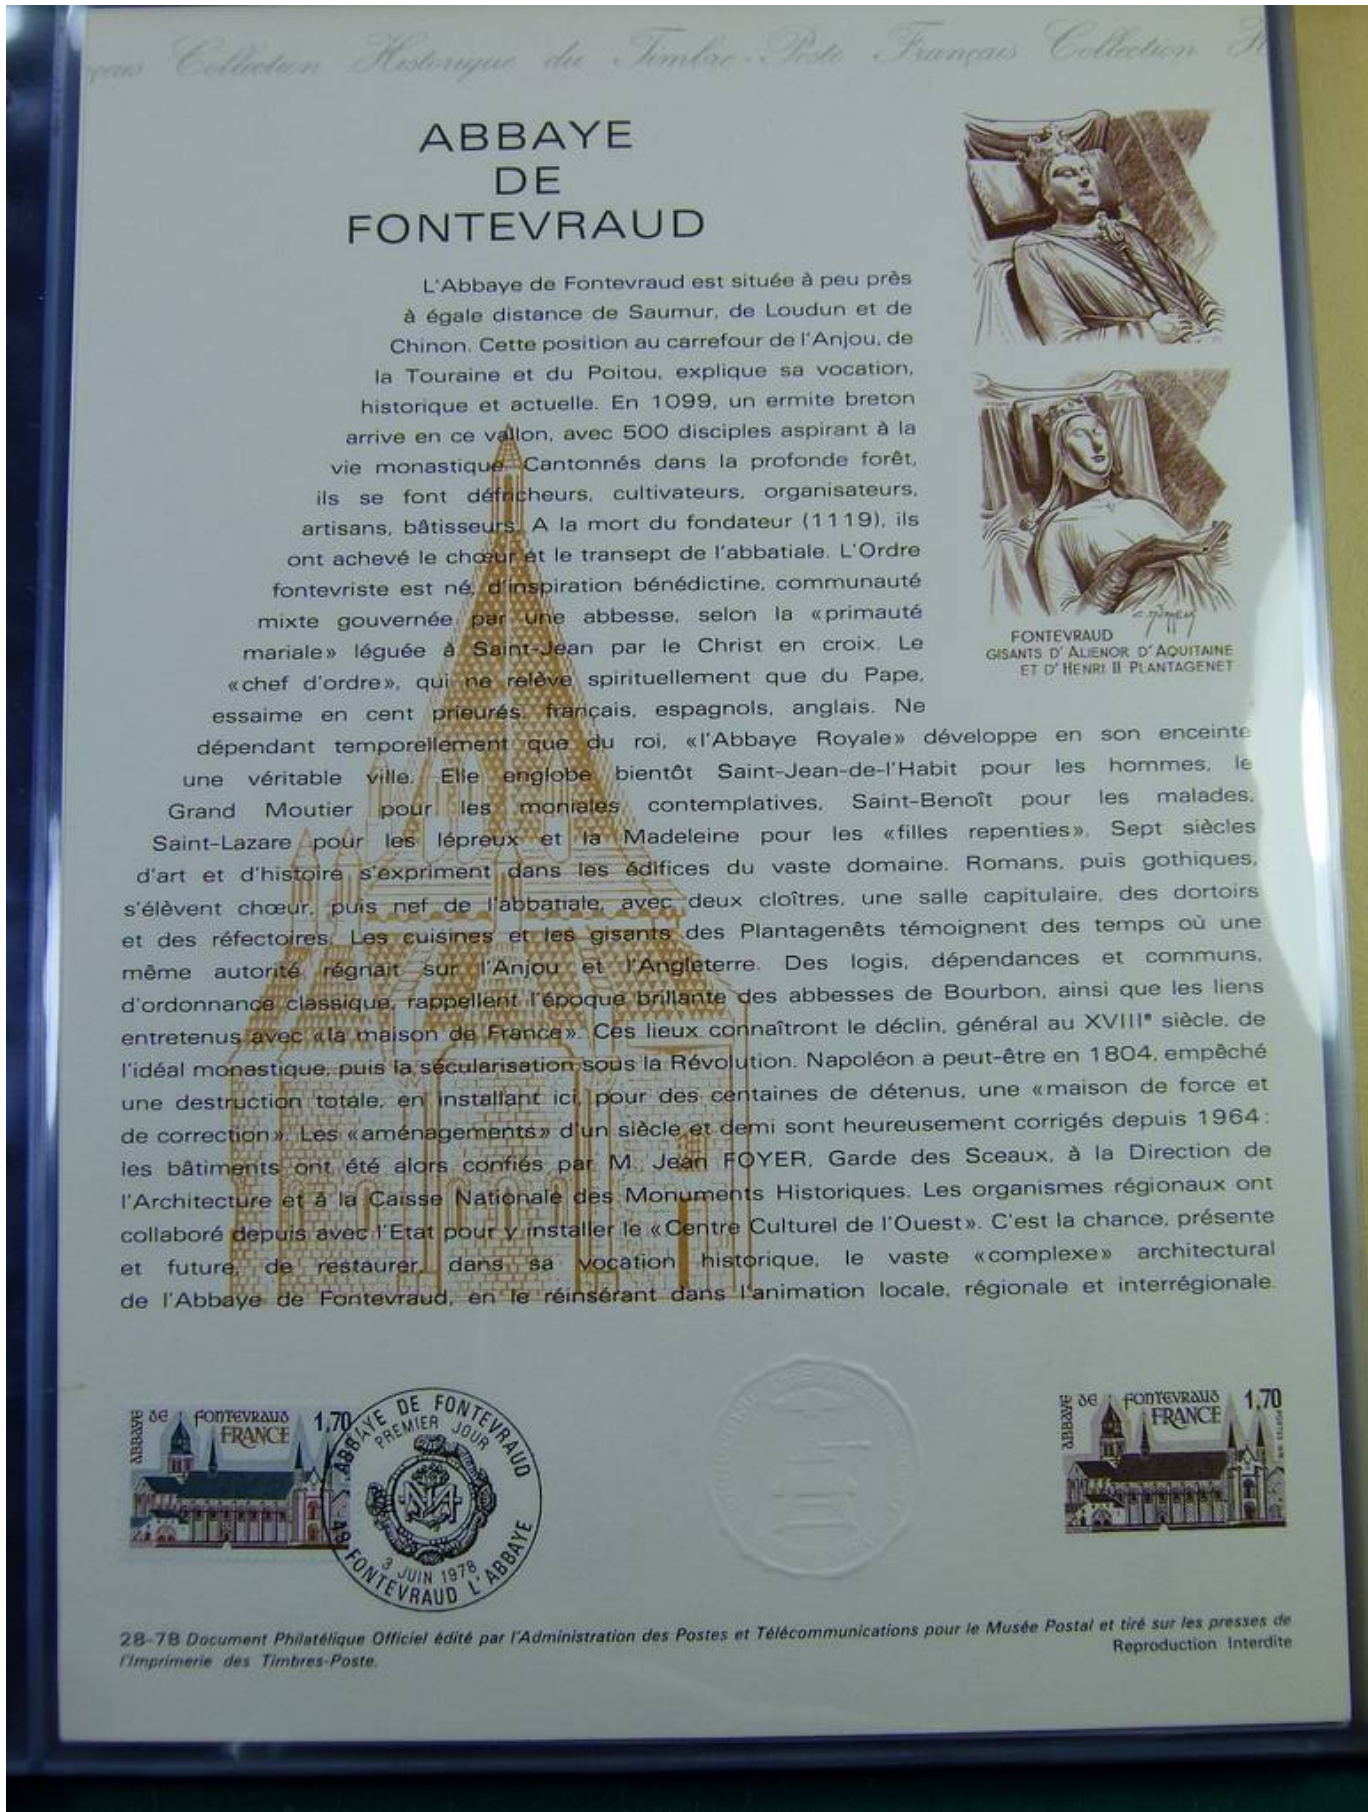 Collection Historique du Timbre-Poste Français Collection
ABBAYE
DE
FONTEVRAUD
L'Abbaye de Fontevraud est située à peu près
à égale distance de Saumur, de Loudun et de
Chinon. Cette position au carrefour de l'Anjou, de
la Touraine et du Poitou, explique sa vocation,
historique et actuelle. En 1099, un ermite breton
arrive en ce vallon, avec 500 disciples aspirant à la
vie monastique. Cantonnés dans la profonde forêt,
ils se font défricheurs, cultivateurs, organisateurs,
artisans, bâtisseurs. A la mort du fondateur (1119), ils
ont achevé le chœur et le transept de l'abbatiale. L'Ordre
fontevriste est né, d'inspiration bénédictine, communauté
mixte gouvernée par une abbesse, selon la «primauté
mariale» léguée à Saint-Jean par le Christ en croix. Le
«chef d'ordre», qui ne relève spirituellement que du Pape,
essaime en cent prieurés, français, espagnols, anglais. Ne
dépendant temporellement que du roi, «l'Abbaye Royale» développe en son enceinte
une véritable ville. Elle englobe bientôt Saint-Jean-de-l'Habit pour les hommes, le
Grand Moutier pour les moniales contemplatives, Saint-Benoît pour les malades,
Saint-Lazare pour les lépreux et la Madeleine pour les «filles repenties». Sept siècles
d'art et d'histoire s'expriment dans les édifices du vaste domaine. Romans, puis gothiques,
s'élèvent chœur, puis nef de l'abbatiale, avec deux cloîtres, une salle capitulaire, des dortoirs
et des réfectoires. Les cuisines et les gisants des Plantagenêts témoignent des temps où une
même autorité régnait sur l'Anjou et l'Angleterre. Des logis, dépendances et communs,
d'ordonnance classique, rappellent l'époque brillante des abbesses de Bourbon, ainsi que les liens
entretenus avec «la maison de France». Ces lieux connaîtront le déclin, général au XVIIIe siècle, de
l'idéal monastique, puis la sécularisation sous la Révolution. Napoléon a peut-être en 1804, empêché
une destruction totale, en installant ici, pour des centaines de détenus, une «maison de force et
de correction». Les «aménagements» d'un siècle et demi sont heureusement corrigés depuis 1964:
les bâtiments ont été alors confiés par M. Jean FOYER, Garde des Sceaux, à la Direction de
l'Architecture et à la Caisse Nationale des Monuments Historiques. Les organismes régionaux ont
collaboré depuis avec l'Etat pour y installer le «Centre Culturel de l'Ouest». C'est la chance, présente
et future, de restaurer, dans sa vocation historique, le vaste «complexe» architectural
de l'Abbaye de Fontevraud, en le réinsérant dans l'animation locale, régionale et interrégionale.
FONTEVRAUD
GISANTS D'ALIENOR D'AQUITAINE
ET D'HENRI II PLANTAGENET
ABBAYE DE FONTEVRAUD 1,70
FRANCE
ABBAYE DE FONTEVRAUD
PREMIER JOUR
3 JUIN 1978
49 FONTEVRAUD L'ABBAYE
ABBAYE DE FONTEVRAUD 1,70
FRANCE
28-78 Document Philatélique Officiel édité par l'Administration des Postes et Télécommunications pour le Musée Postal et tiré sur les presses de
l'Imprimerie des Timbres-Poste.
Reproduction Interdite